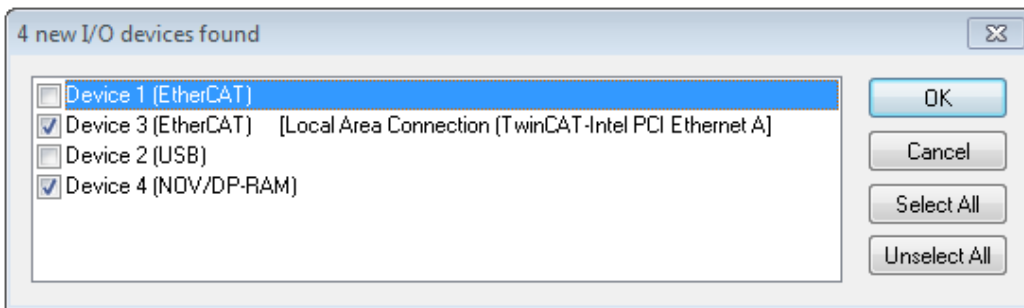 4 new I/O devices found
Device 1 (EtherCAT)
Device 3 (EtherCAT) [Local Area Connection (TwinCAT-Intel PCI Ethernet A]
Device 2 (USB)
Device 4 (NOV/DP-RAM)
OK
Cancel
Select All
Unselect All